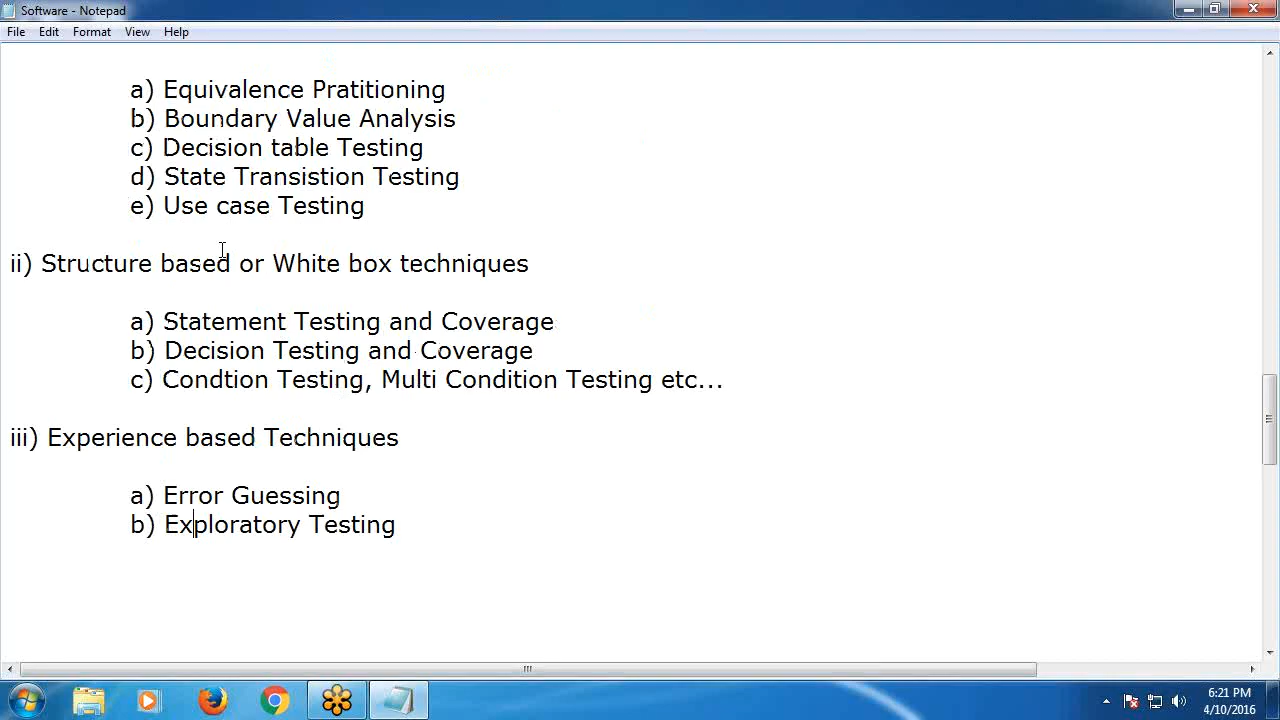 Software - Notepad
File Edit Format View Help
a) Equivalence Pratitioning
b) Boundary Value Analysis
c) Decision table Testing
d) State Transistion Testing
e) Use case Testing
ii) Structure based or White box techniques
a) Statement Testing and Coverage
b) Decision Testing and Coverage
c) Condtion Testing, Multi Condition Testing etc...
iii) Experience based Techniques
a) Error Guessing
b) Exploratory Testing
6:21 PM
4/10/2016